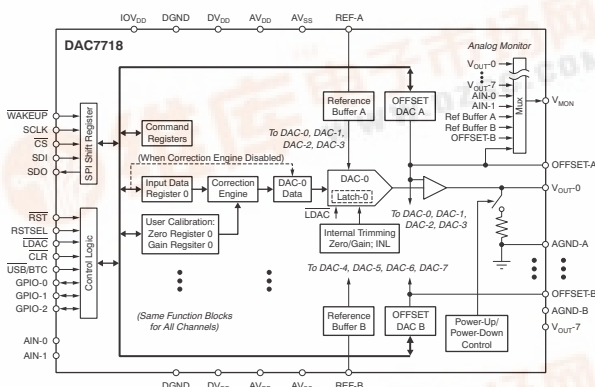 IOVDD DGND DVDD AVDD AVSS REF-A
DAC7718
Analog Monitor
VOUT-0
VOUT-7
AIN-0
AIN-1
Ref Buffer A
Ref Buffer B
OFFSET-B
Mux
VMON
WAKEUP
SCLK
CS
SDI
SDO
SPI Shift Register
Command
Registers
Reference
Buffer A
OFFSET
DAC A
To DAC-0, DAC-1,
DAC-2, DAC-3
OFFSET-A
(When Correction Engine Disabled)
Input Data
Register 0
Correction
Engine
DAC-0
Data
DAC-0
Latch-0
LDAC
VOUT-0
To DAC-0, DAC-1,
DAC-2, DAC-3
RST
RSTSEL
LDAC
CLR
USB/BTC
GPIO-0
GPIO-1
GPIO-2
Control Logic
User Calibration:
Zero Register 0
Gain Regsiter 0
Internal Trimming
Zero/Gain; INL
AGND-A
To DAC-4, DAC-5, DAC-6, DAC-7
OFFSET-B
(Same Function Blocks
for All Channels)
Reference
Buffer B
OFFSET
DAC B
Power-Up/
Power-Down
Control
AGND-B
VOUT-7
AIN-0
AIN-1
DGND DVDD AVDD AVSS REF-B